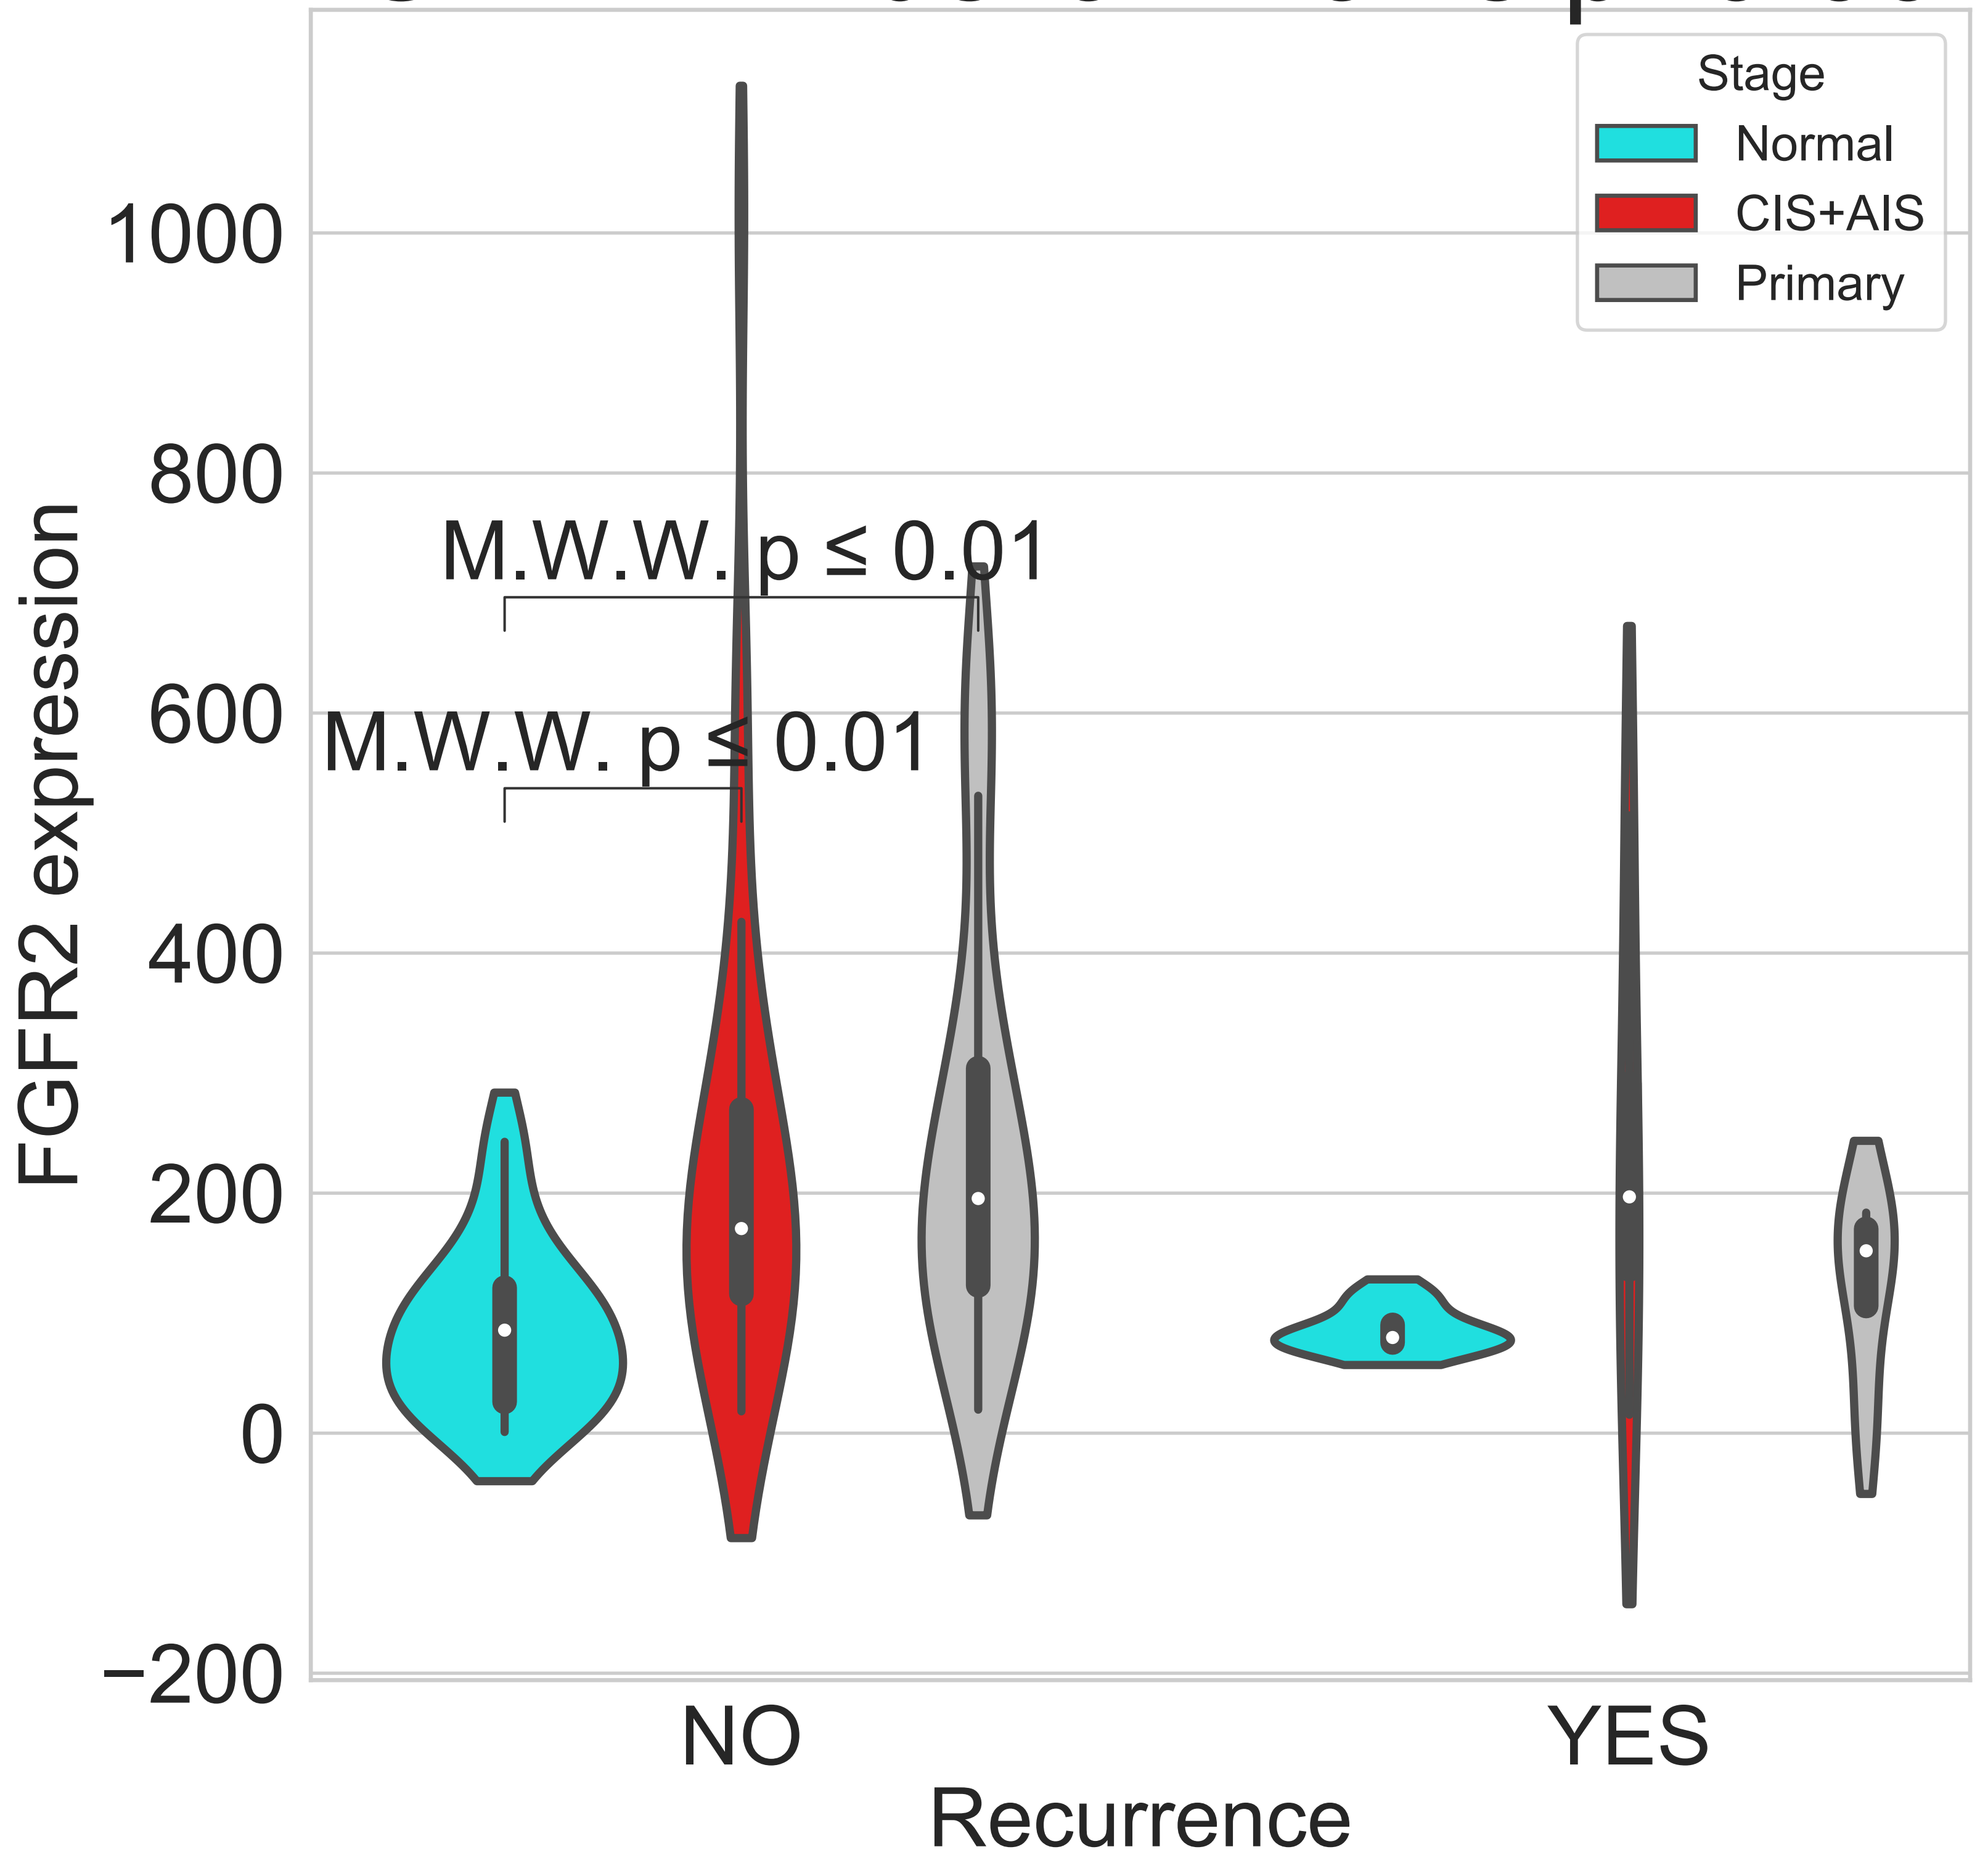 Stage
Normal
CIS+AIS
Primary
1000
800
600
400
200
0
−200
FGFR2 expression
M.W.W. p ≤ 0.01
M.W.W. p ≤ 0.01
NO
YES
Recurrence